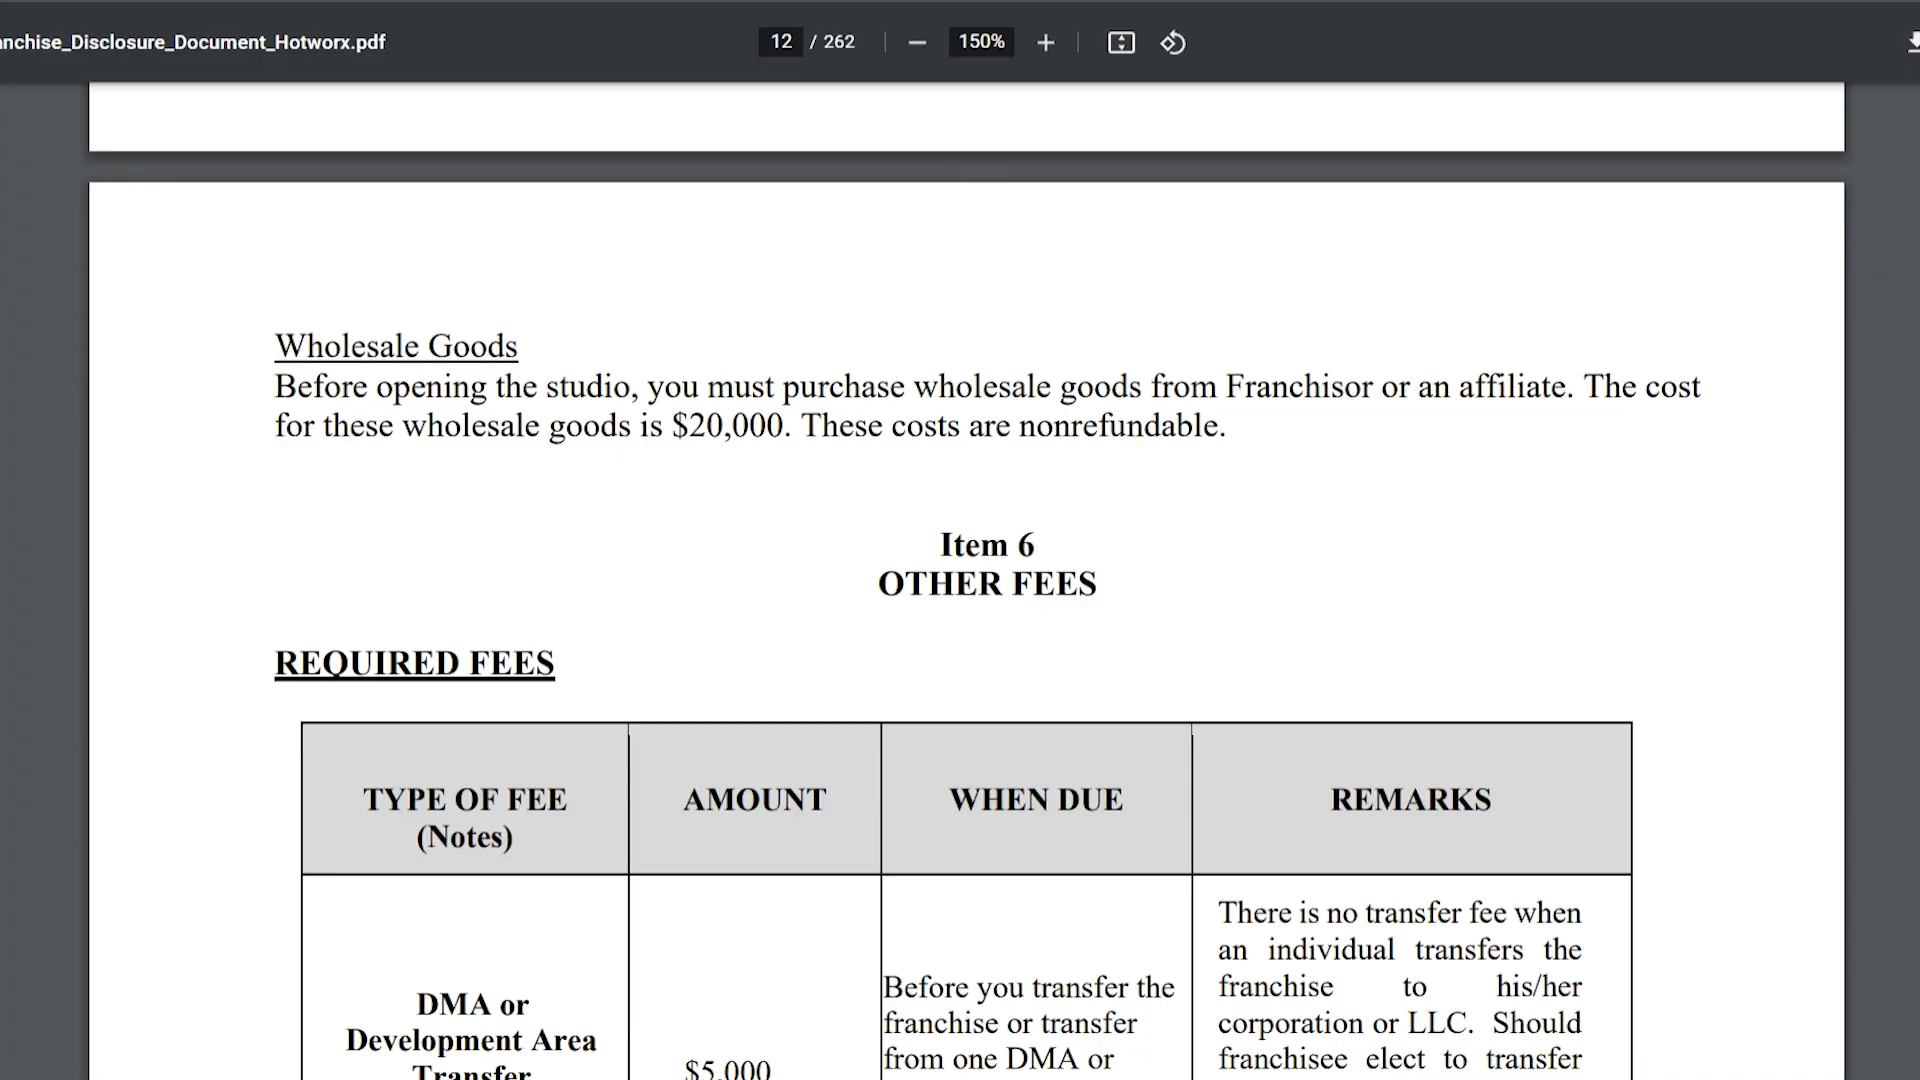 anchise_Disclosure_Document_Hotworx.pdf
12 / 262
150%
Wholesale Goods
Before opening the studio, you must purchase wholesale goods from Franchisor or an affiliate. The cost
for these wholesale goods is $20,000. These costs are nonrefundable.
Item 6
OTHER FEES
REQUIRED FEES
TYPE OF FEE
(Notes)
AMOUNT
WHEN DUE
REMARKS
DMA or
Development Area
Transfer
$5,000
Before you transfer the
franchise or transfer
from one DMA or
There is no transfer fee when
an individual transfers the
franchise to his/her
corporation or LLC. Should
franchisee elect to transfer